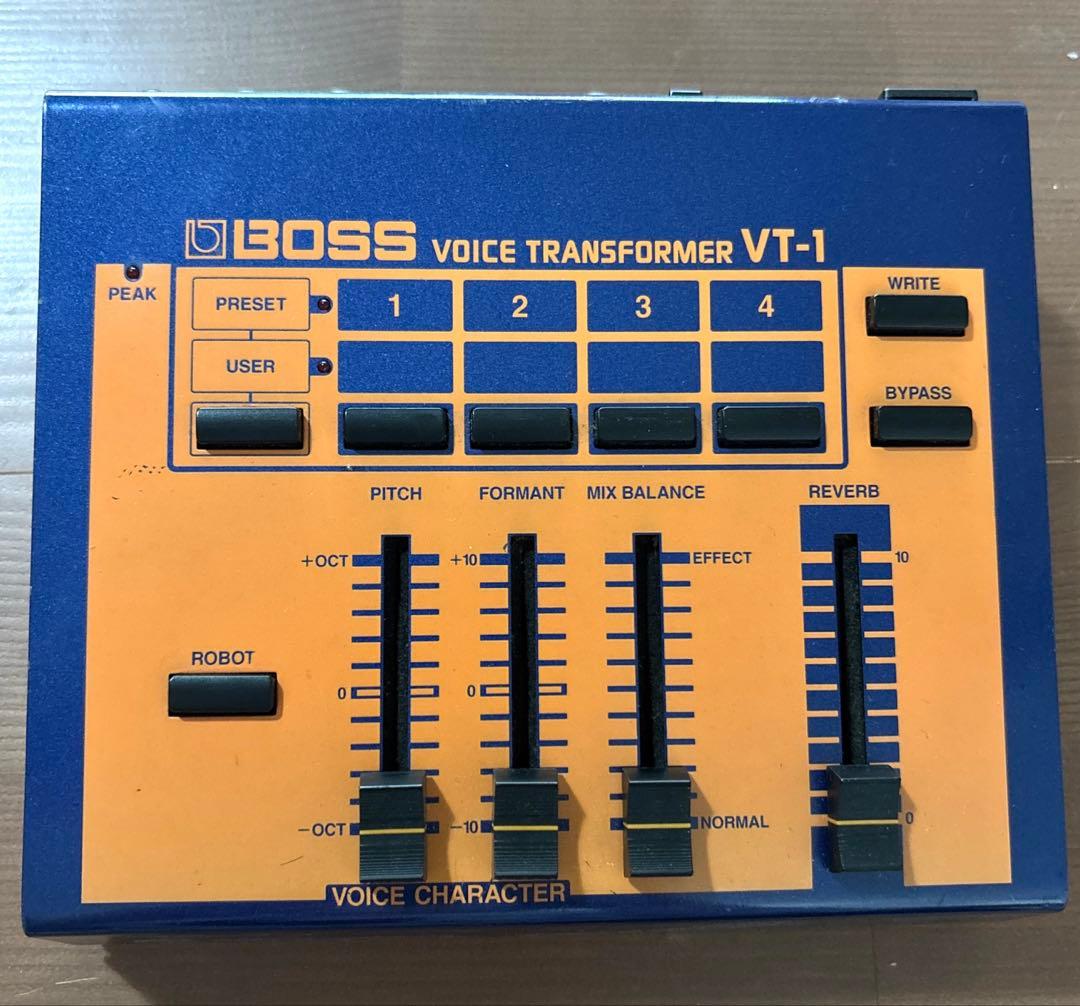 BOSS VOICE TRANSFORMER VT-1
PEAK
PRESET 1 2 3 4
WRITE
USER
BYPASS
PITCH FORMANT MIX BALANCE REVERB
+OCT +10 EFFECT 10
ROBOT
0 0
-OCT -10 NORMAL 0
VOICE CHARACTER